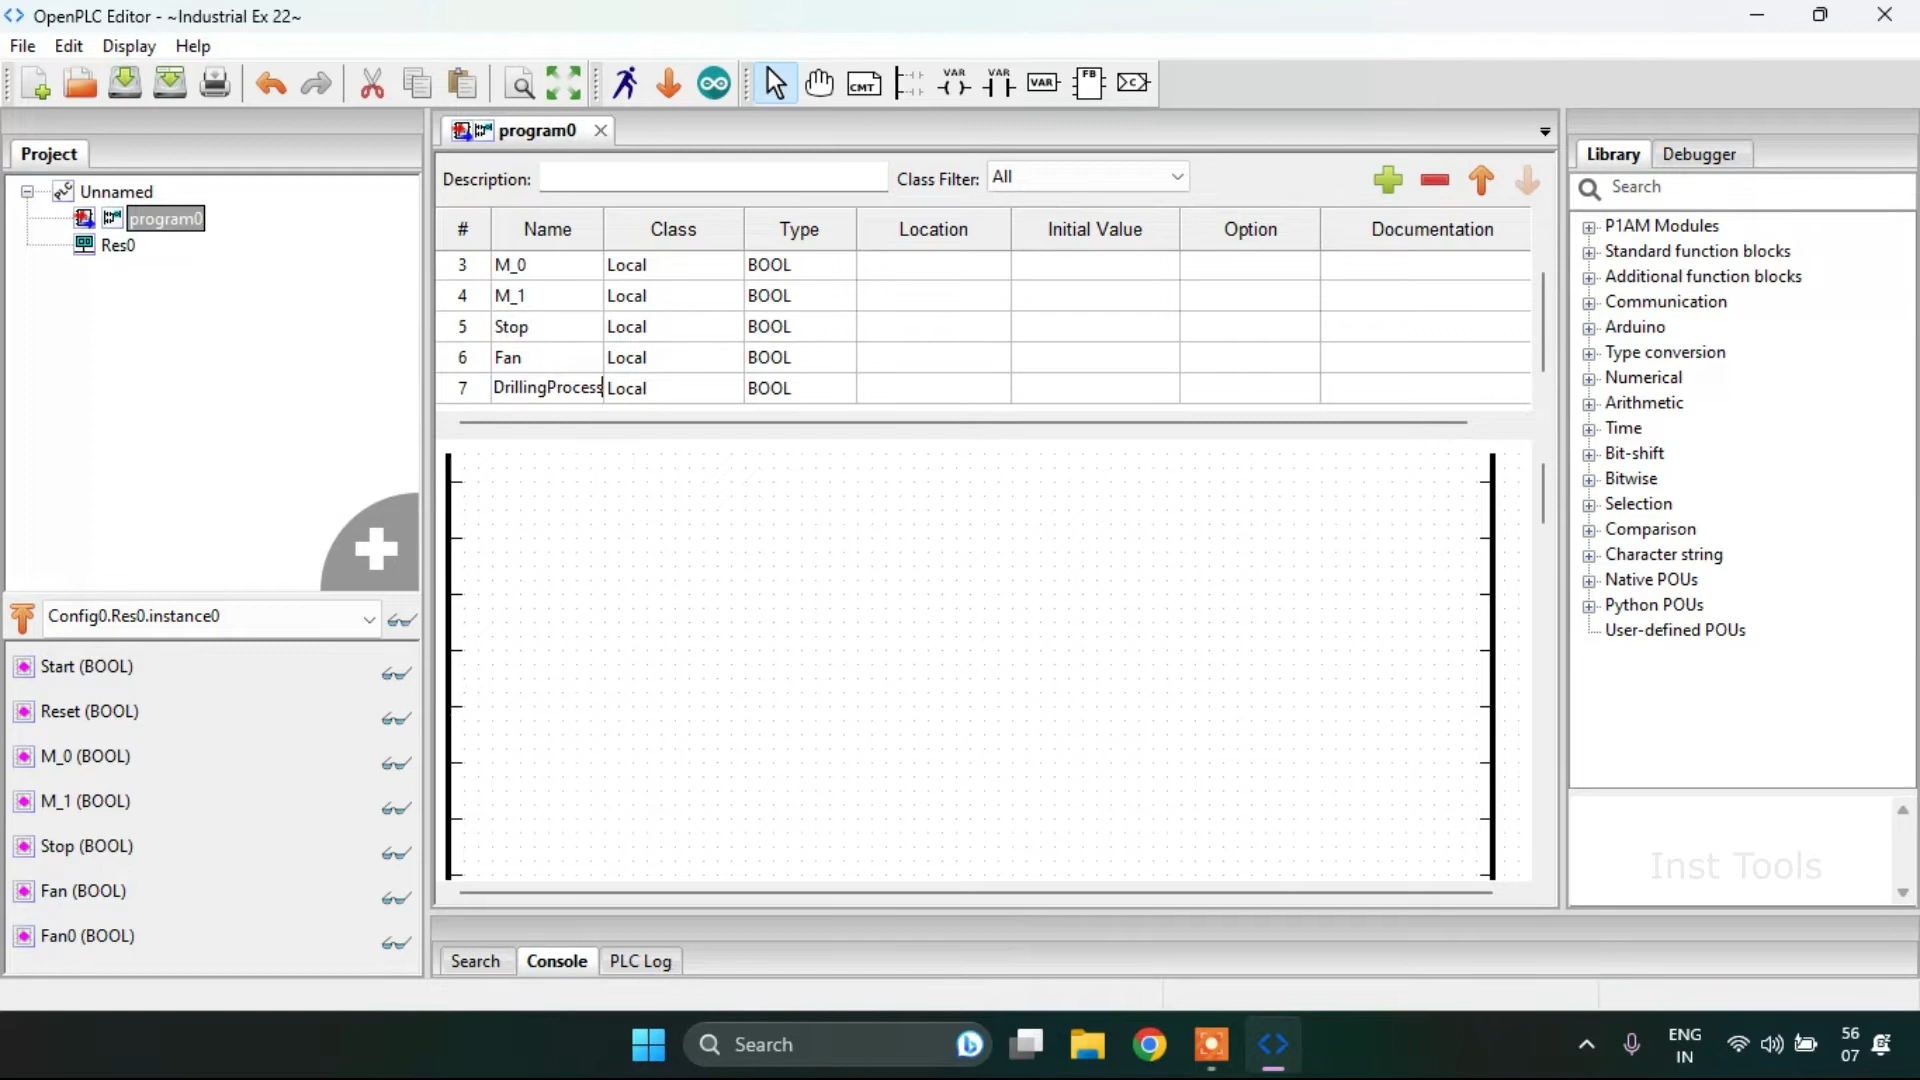 OpenPLC Editor - ~Industrial Ex 22~
File Edit Display Help
CMT VAR VAR VAR FB
Project
Unnamed
program0
Res0
Config0.Res0.instance0
Start (BOOL)
Reset (BOOL)
M_0 (BOOL)
M_1 (BOOL)
Stop (BOOL)
Fan (BOOL)
Fan0 (BOOL)
program0
Description: Class Filter: All
# Name Class Type Location Initial Value Option Documentation
3 M_0 Local BOOL
4 M_1 Local BOOL
5 Stop Local BOOL
6 Fan Local BOOL
7 DrillingProcess Local BOOL
Search Console PLC Log
Library Debugger
Search
P1AM Modules
Standard function blocks
Additional function blocks
Communication
Arduino
Type conversion
Numerical
Arithmetic
Time
Bit-shift
Bitwise
Selection
Comparison
Character string
Native POUs
Python POUs
User-defined POUs
Inst Tools
Search
ENG
IN
56
07